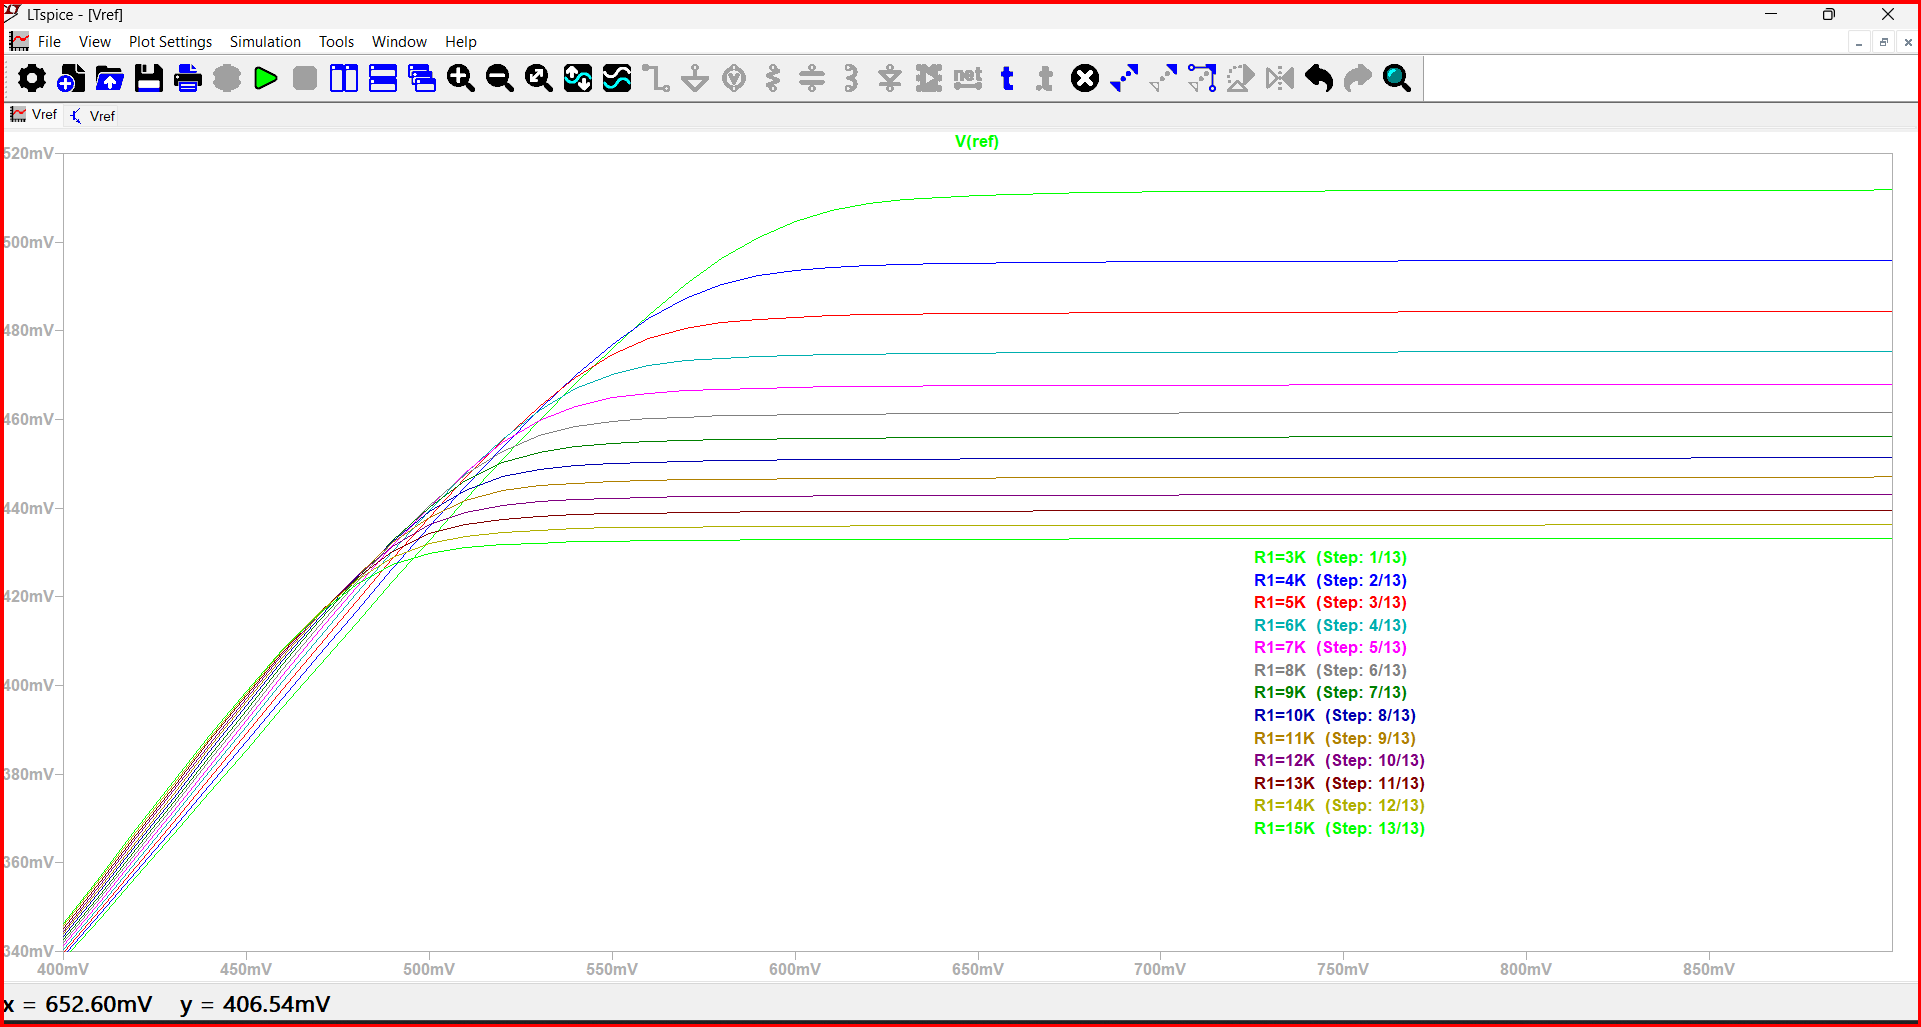 LTspice - [Vref]
File View Plot Settings Simulation Tools Window Help
net t .t
Vref Vref
V(ref)
520mV
500mV
480mV
460mV
440mV
420mV
400mV
380mV
360mV
340mV
R1=3K (Step: 1/13)
R1=4K (Step: 2/13)
R1=5K (Step: 3/13)
R1=6K (Step: 4/13)
R1=7K (Step: 5/13)
R1=8K (Step: 6/13)
R1=9K (Step: 7/13)
R1=10K (Step: 8/13)
R1=11K (Step: 9/13)
R1=12K (Step: 10/13)
R1=13K (Step: 11/13)
R1=14K (Step: 12/13)
R1=15K (Step: 13/13)
400mV 450mV 500mV 550mV 600mV 650mV 700mV 750mV 800mV 850mV
x = 652.60mV y = 406.54mV